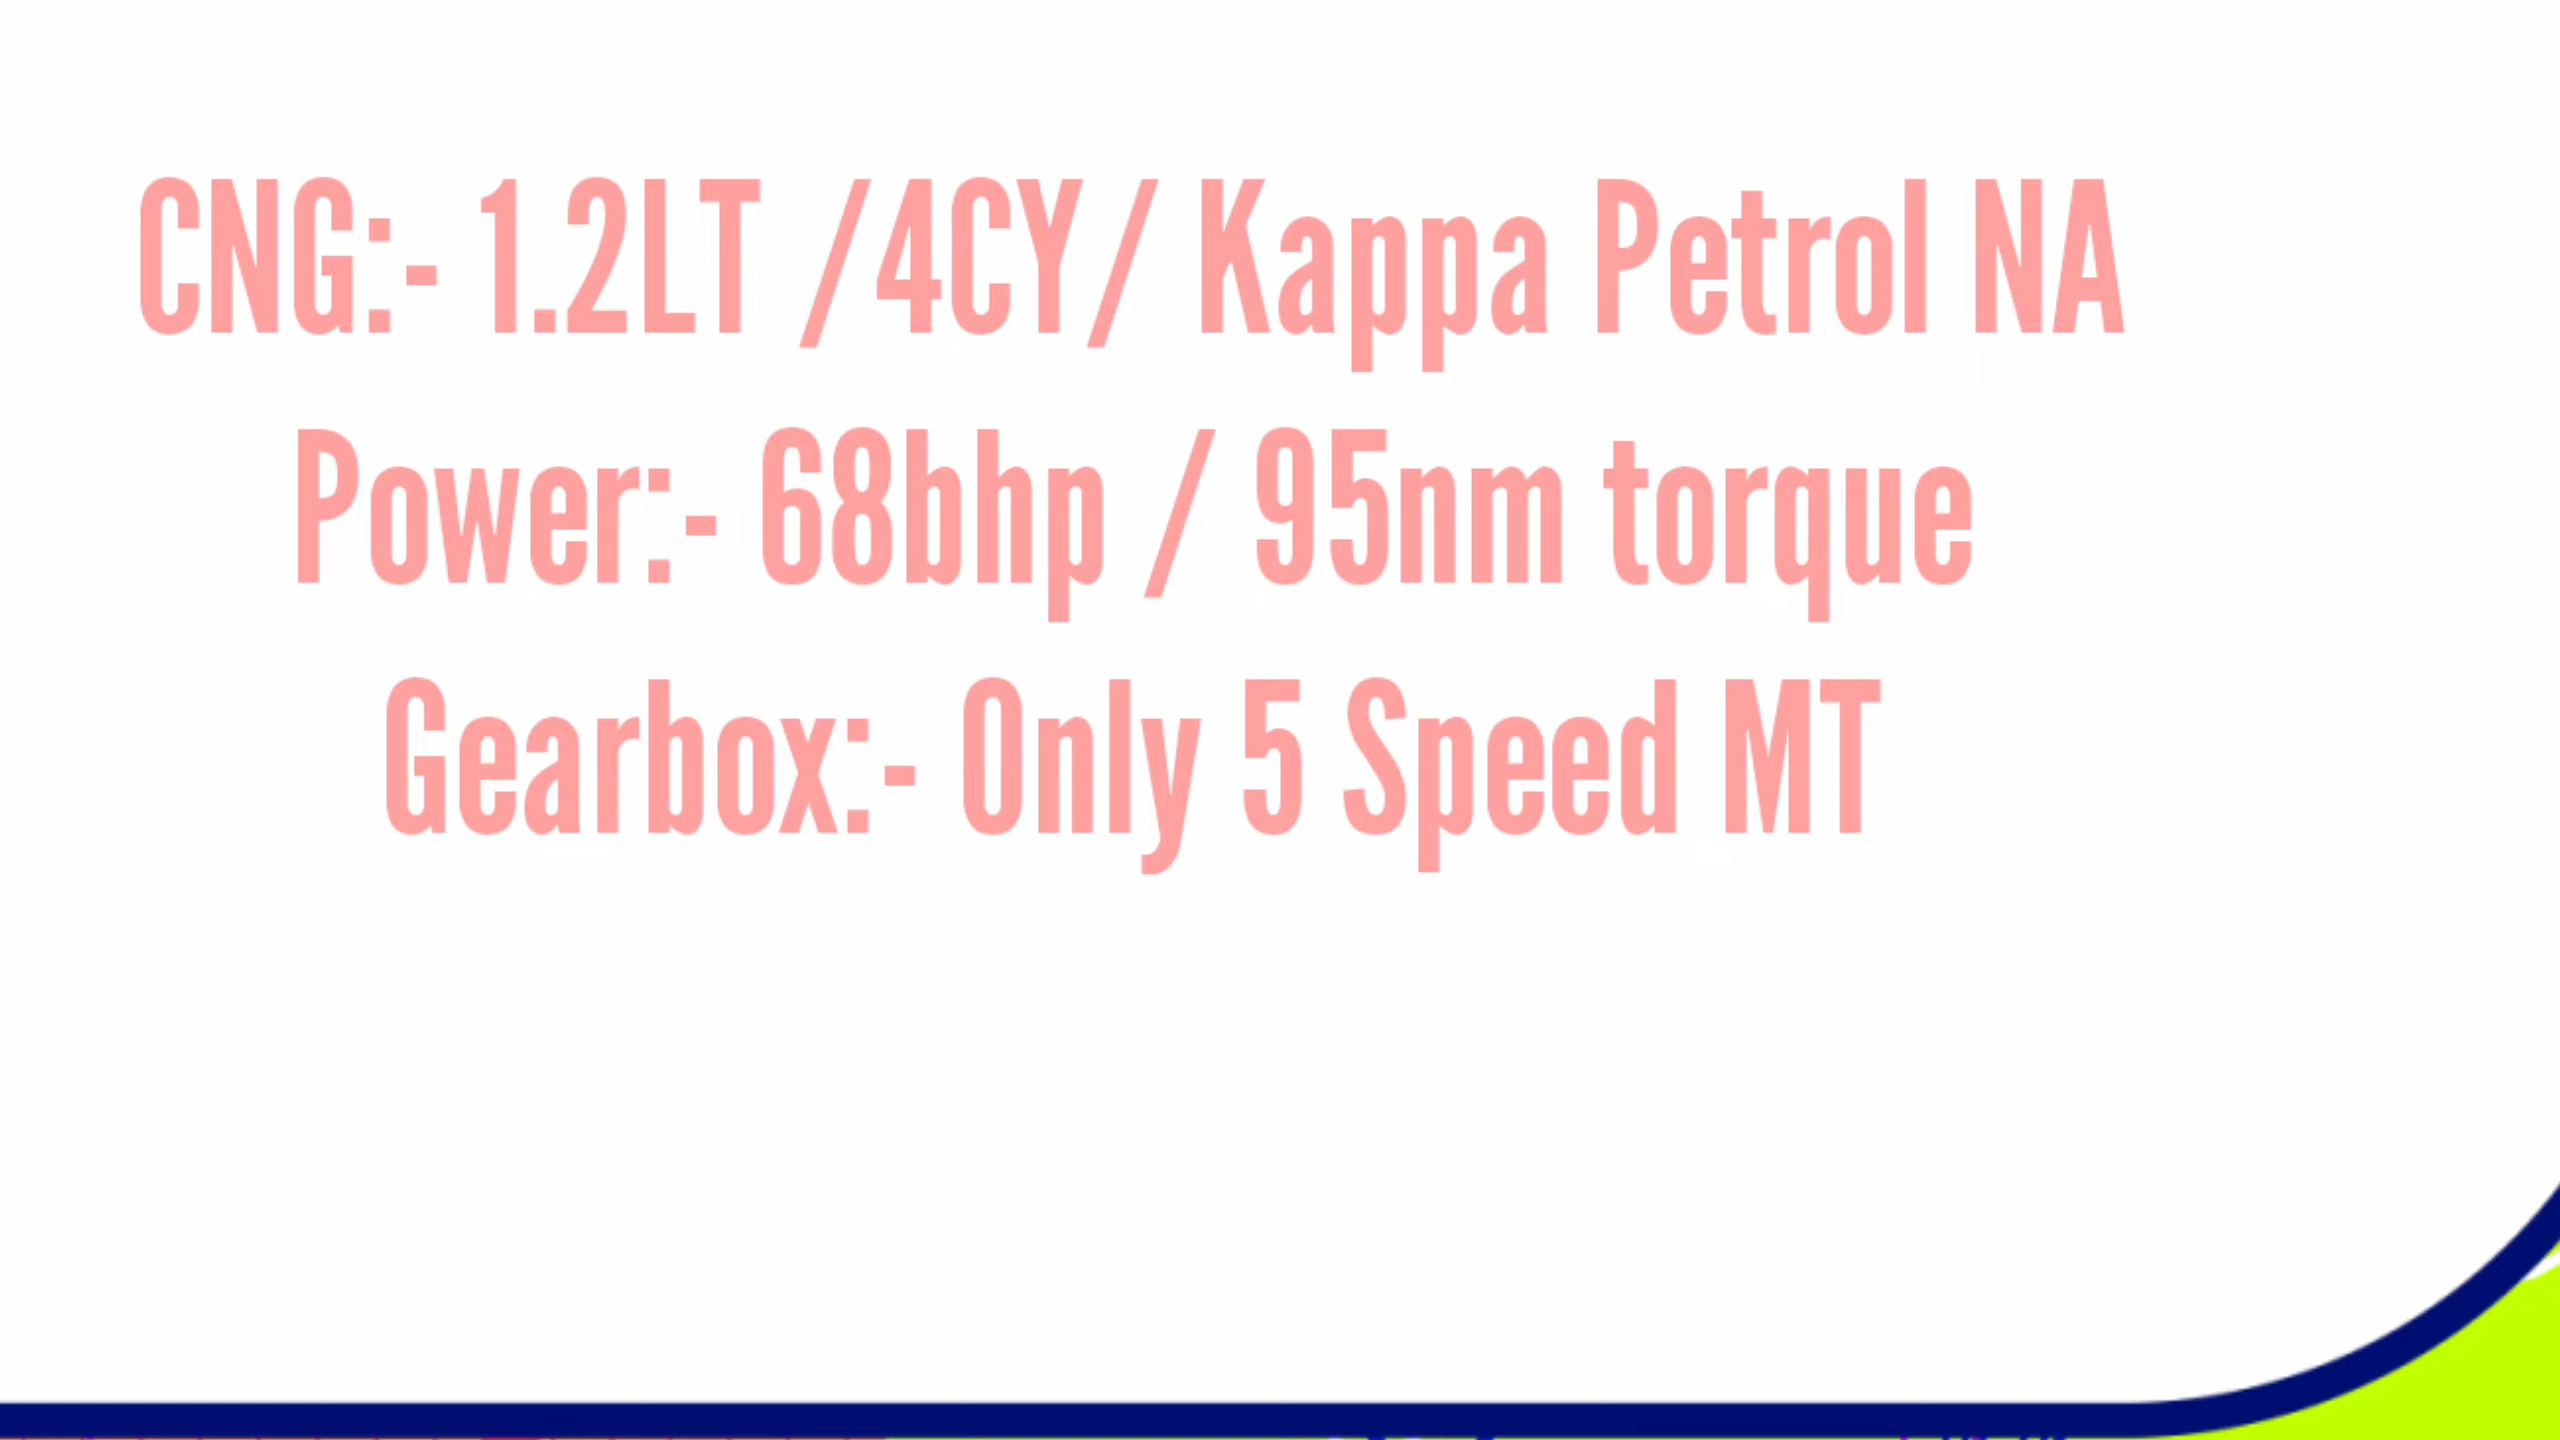 CNG:- 1.2LT /4CY/ Kappa Petrol NA
Power:- 68bhp / 95nm torque
Gearbox:- Only 5 Speed MT